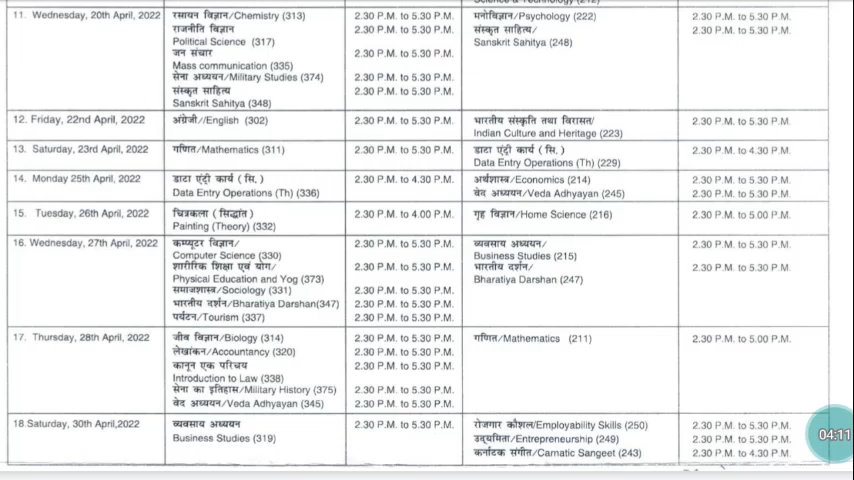 Science & Technology (212)
11. Wednesday, 20th April, 2022 रसायन विज्ञान/Chemistry (313) 2.30 P.M. to 5.30 P.M. मनोविज्ञान/Psychology (222) 2.30 P.M. to 5.30 P.M.
राजनीति विज्ञान 2.30 P.M. to 5.30 P.M. संस्कृत साहित्य/ 2.30 P.M. to 5.30 P.M.
Political Science (317) Sanskrit Sahitya (248)
जन संचार 2.30 P.M. to 5.30 P.M.
Mass communication (335)
सेना अध्ययन/Military Studies (374) 2.30 P.M. to 5.30 P.M.
संस्कृत साहित्य 2.30 P.M. to 5.30 P.M.
Sanskrit Sahitya (348)
12. Friday, 22nd April, 2022 अंग्रेजी/English (302) 2.30 P.M. to 5.30 P.M. भारतीय संस्कृति तथा विरासत/ 2.30 P.M. to 5.30 P.M.
Indian Culture and Heritage (223)
13. Saturday, 23rd April, 2022 गणित/Mathematics (311) 2.30 P.M. to 5.30 P.M. डाटा एंट्री कार्य (सि.) 2.30 P.M. to 4.30 P.M.
Data Entry Operations (Th) (229)
14. Monday 25th April, 2022 डाटा एंट्री कार्य (सि.) 2.30 P.M. to 4.30 P.M. अर्थशास्त्र/Economics (214) 2.30 P.M. to 5.30 P.M.
Data Entry Operations (Th) (336) वेद अध्ययन/Veda Adhyayan (245) 2.30 P.M. to 5.30 P.M.
15. Tuesday, 26th April, 2022 चित्रकला (सिद्धांत) 2.30 P.M. to 4.00 P.M. गृह विज्ञान/Home Science (216) 2.30 P.M. to 5.00 P.M.
Painting (Theory) (332)
16. Wednesday, 27th April, 2022 कम्प्यूटर विज्ञान/ 2.30 P.M. to 5.30 P.M. व्यवसाय अध्ययन/ 2.30 P.M. to 5.30 P.M.
Computer Science (330) Business Studies (215)
शारीरिक शिक्षा एवं योग/ 2.30 P.M. to 5.30 P.M. भारतीय दर्शन/ 2.30 P.M. to 5.30 P.M.
Physical Education and Yog (373) Bharatiya Darshan (247)
समाजशास्त्र/Sociology (331) 2.30 P.M. to 5.30 P.M.
भारतीय दर्शन/Bharatiya Darshan(347) 2.30 P.M. to 5.30 P.M.
पर्यटन/Tourism (337) 2.30 P.M. to 5.30 P.M.
17. Thursday, 28th April, 2022 जीव विज्ञान/Biology (314) 2.30 P.M. to 5.30 P.M. गणित/Mathematics (211) 2.30 P.M. to 5.00 P.M.
लेखांकन/Accountancy (320) 2.30 P.M. to 5.30 P.M.
कानून एक परिचय 2.30 P.M. to 5.30 P.M.
Introduction to Law (338)
सेना का इतिहास/Military History (375) 2.30 P.M. to 5.30 P.M.
वेद अध्ययन/Veda Adhyayan (345) 2.30 P.M. to 5.30 P.M.
18.Saturday, 30th April,2022 व्यवसाय अध्ययन 2.30 P.M. to 5.30 P.M. रोजगार कौशल/Employability Skills (250) 2.30 P.M. to 5.30 P.M.
Business Studies (319) उद्यमिता/Entrepreneurship (249) 2.30 P.M. to 5.30 P.M.
कर्नाटक संगीत/Carnatic Sangeet (243) 2.30 P.M. to 4.30 P.M.
04:11